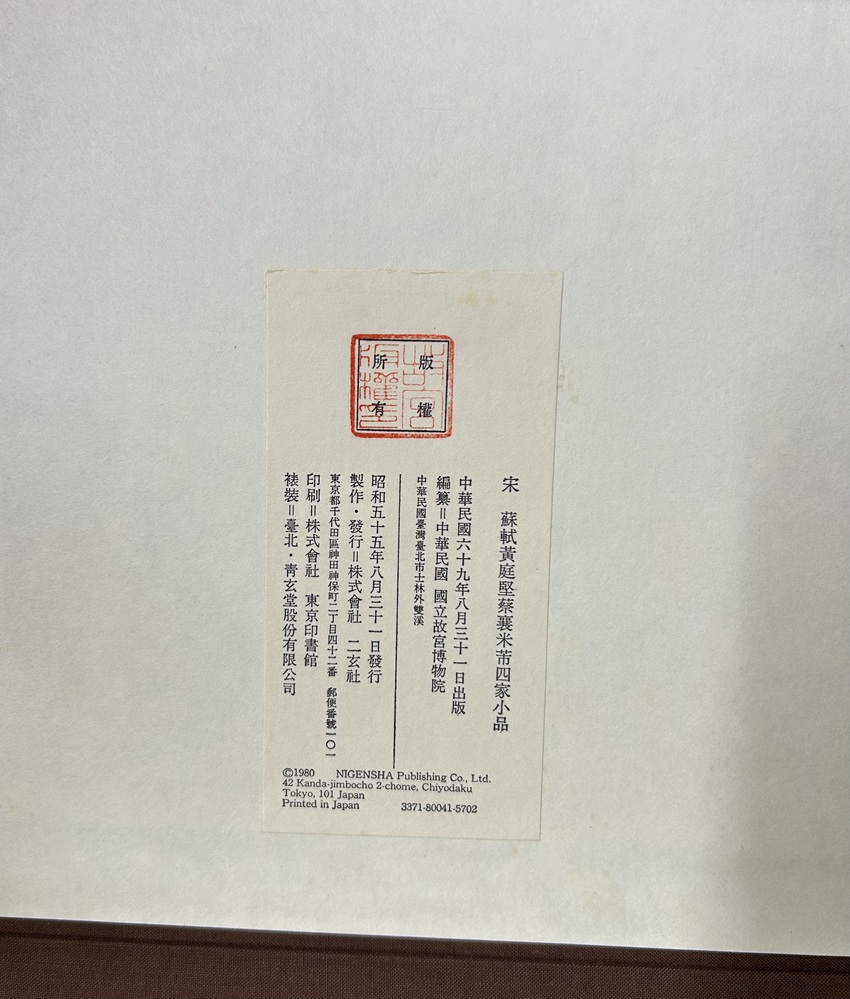 版權
所有
宋 蘇軾黃庭堅蔡襄米芾四家小品
中華民國六十九年八月三十一日出版
編纂＝中華民國 國立故宮博物院
中華民國臺灣臺北市士林外雙溪
昭和五十五年八月三十一日發行
製作・發行＝株式會社 二玄社
東京都千代田區神田神保町二丁目四十二番 郵便番號一〇一
印刷＝株式會社 東京印書館
裱裝＝臺北・靑玄堂股份有限公司
©1980 NIGENSHA Publishing Co., Ltd.
42 Kanda-jimbocho 2-chome, Chiyodaku
Tokyo, 101 Japan
Printed in Japan 3371-80041-5702